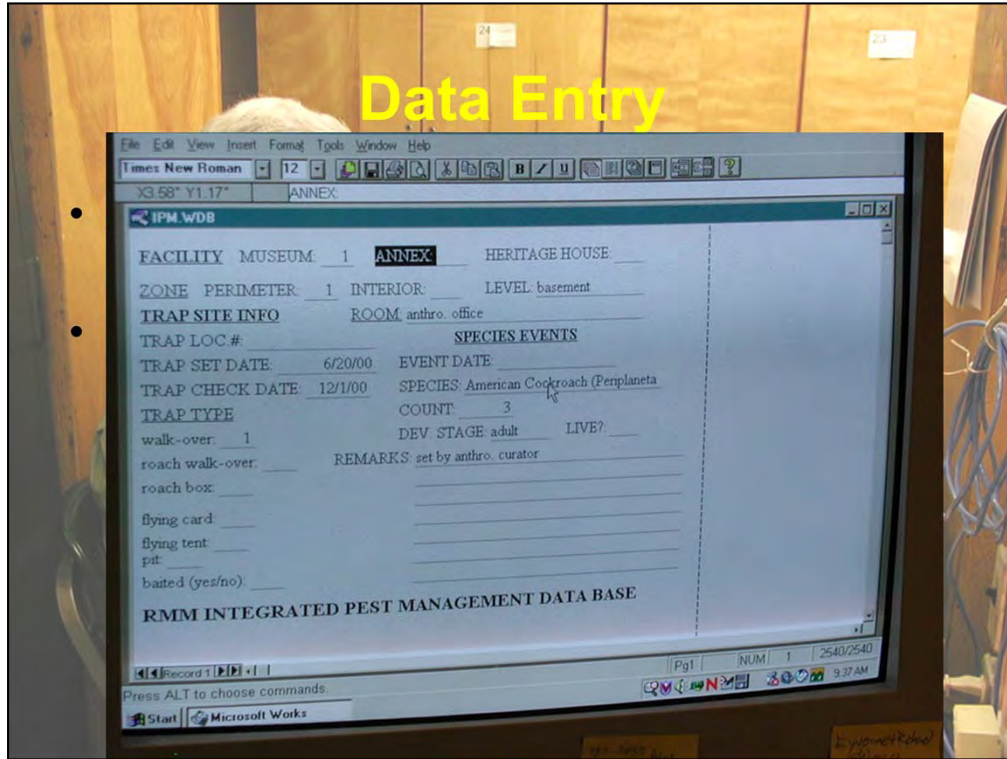 24
23
Data Entry
File Edit View Insert Format Tools Window Help
Times New Roman 12 B I U
X3.58" Y1.17" ANNEX:
IPM.WDB
FACILITY MUSEUM: 1 ANNEX: HERITAGE HOUSE:
ZONE PERIMETER: 1 INTERIOR: LEVEL: basement
TRAP SITE INFO ROOM: anthro. office
TRAP LOC.#: SPECIES EVENTS
TRAP SET DATE: 6/20/00 EVENT DATE:
TRAP CHECK DATE: 12/1/00 SPECIES: American Cockroach (Periplaneta
TRAP TYPE COUNT: 3
walk-over: 1 DEV. STAGE: adult LIVE?:
roach walk-over: REMARKS: set by anthro. curator
roach box:
flying card:
flying tent:
pit:
baited (yes/no):
RMM INTEGRATED PEST MANAGEMENT DATA BASE
Record 1 Pg1 NUM 1 2540/2540
Press ALT to choose commands.
Start Microsoft Works 9:37 AM